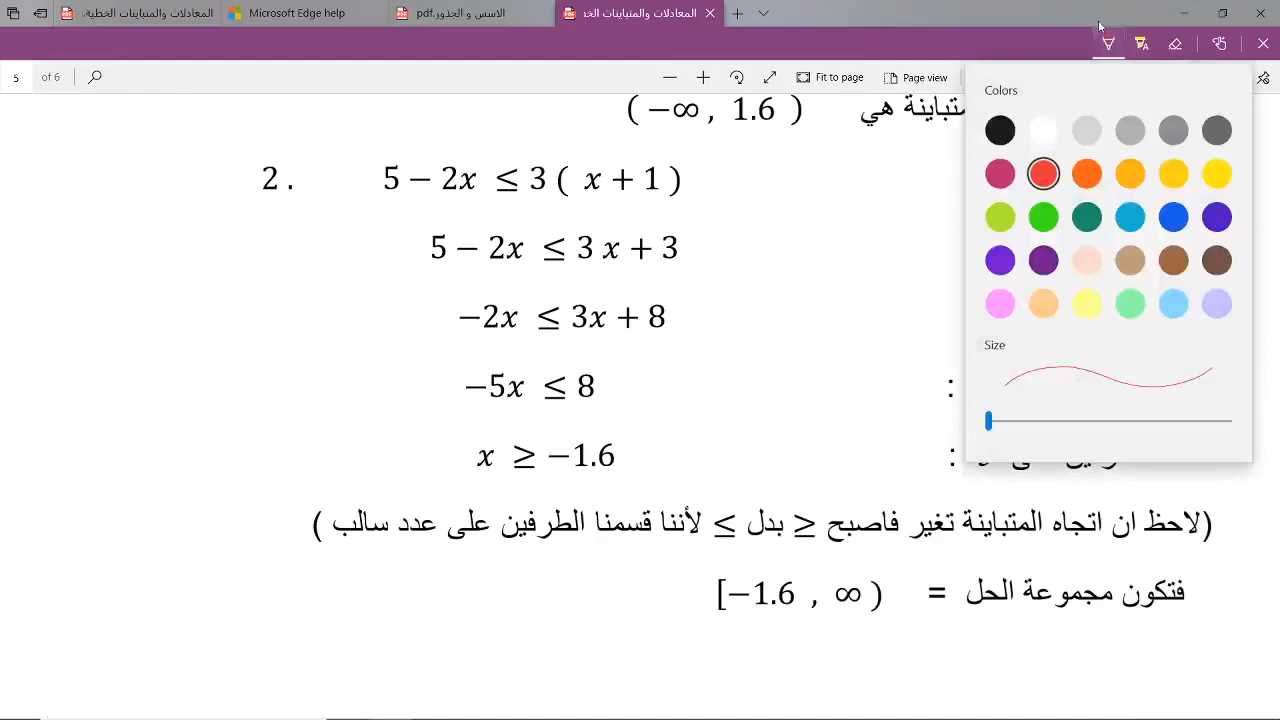 المعادلات والمتباينات الخطية.
Microsoft Edge help
الاسس و الجذور.pdf
المعادلات والمتباينات الخد
5 of 6
Fit to page
Page view
Colors
Size
متباينة هي ( −∞ , 1.6 )
2 . 5 − 2x ≤ 3 ( x + 1 )
5 − 2x ≤ 3 x + 3
−2x ≤ 3x + 8
−5x ≤ 8 :
x ≥ −1.6 :
(لاحظ ان اتجاه المتباينة تغير فاصبح ≥ بدل ≤ لأننا قسمنا الطرفين على عدد سالب )
فتكون مجموعة الحل = [−1.6 , ∞ )